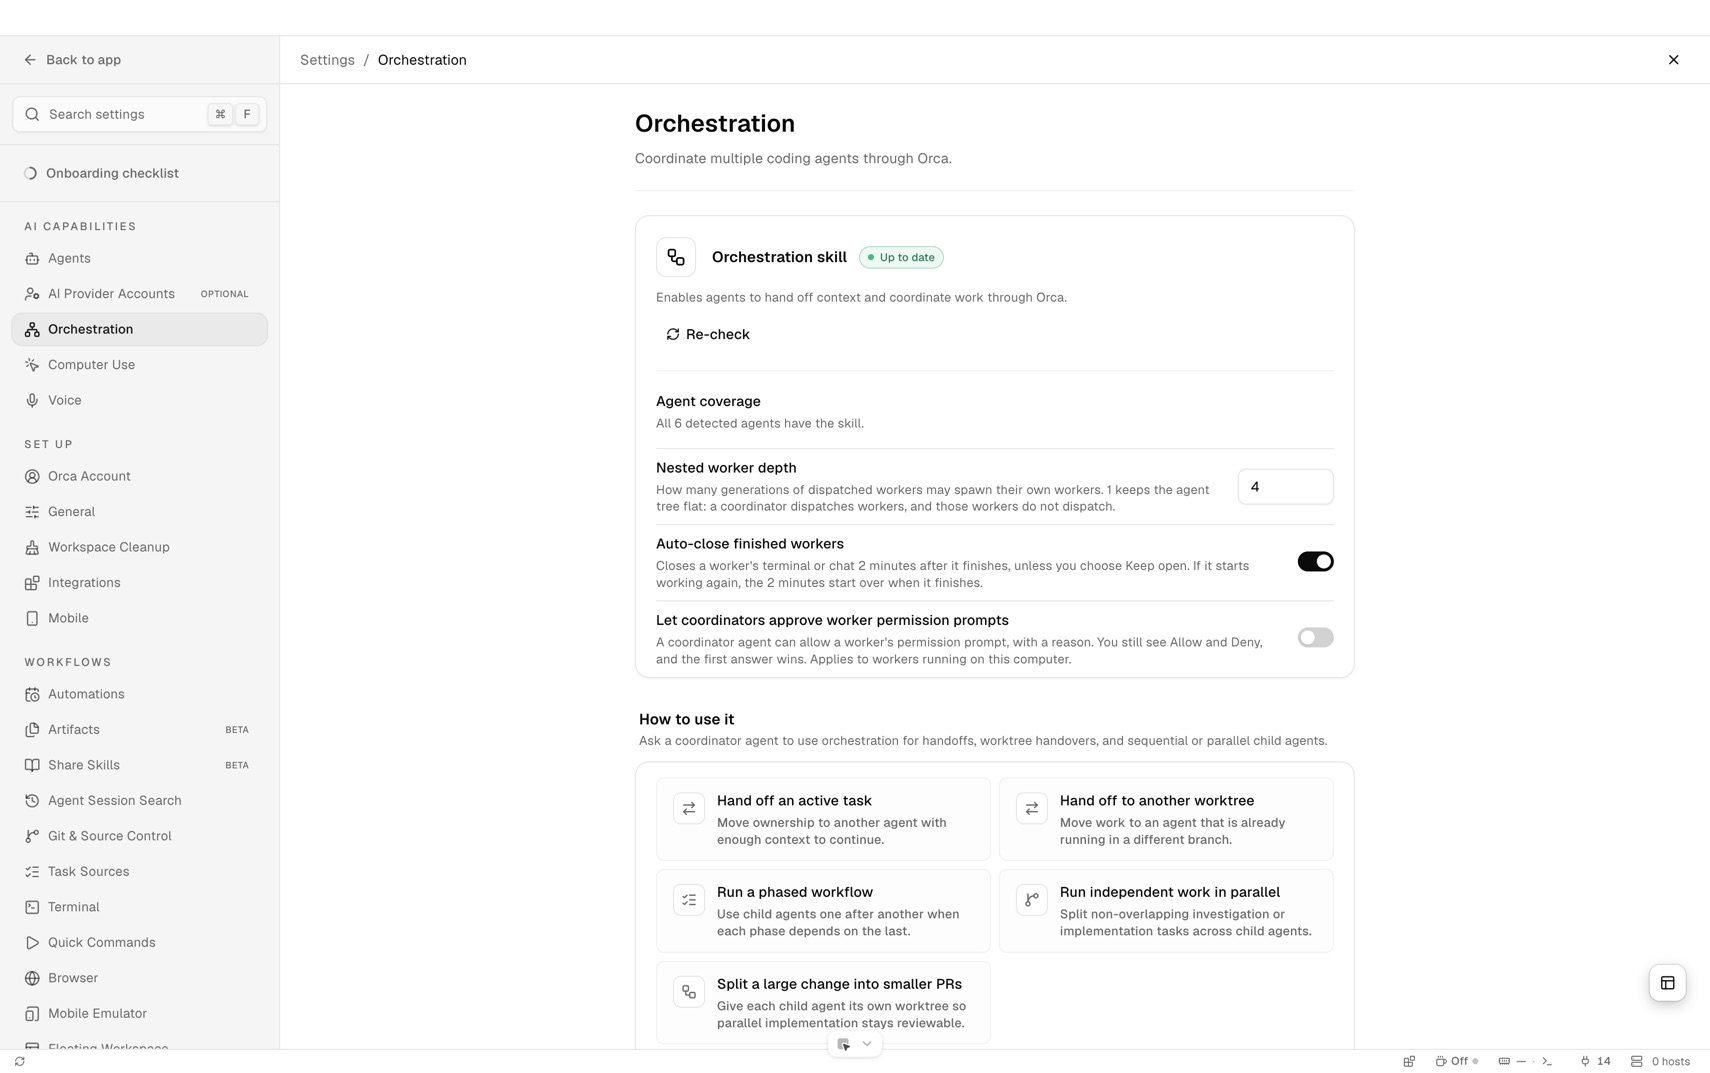 Back to app
Settings / Orchestration
Search settings ⌘ F
Onboarding checklist
AI CAPABILITIES
Agents
AI Provider Accounts OPTIONAL
Orchestration
Computer Use
Voice
SET UP
Orca Account
General
Workspace Cleanup
Integrations
Mobile
WORKFLOWS
Automations
Artifacts BETA
Share Skills BETA
Agent Session Search
Git & Source Control
Task Sources
Terminal
Quick Commands
Browser
Mobile Emulator
Floating Workspace
Orchestration
Coordinate multiple coding agents through Orca.
Orchestration skill Up to date
Enables agents to hand off context and coordinate work through Orca.
Re-check
Agent coverage
All 6 detected agents have the skill.
Nested worker depth
How many generations of dispatched workers may spawn their own workers. 1 keeps the agent
tree flat: a coordinator dispatches workers, and those workers do not dispatch.
4
Auto-close finished workers
Closes a worker's terminal or chat 2 minutes after it finishes, unless you choose Keep open. If it starts
working again, the 2 minutes start over when it finishes.
Let coordinators approve worker permission prompts
A coordinator agent can allow a worker's permission prompt, with a reason. You still see Allow and Deny,
and the first answer wins. Applies to workers running on this computer.
How to use it
Ask a coordinator agent to use orchestration for handoffs, worktree handovers, and sequential or parallel child agents.
Hand off an active task
Move ownership to another agent with
enough context to continue.
Hand off to another worktree
Move work to an agent that is already
running in a different branch.
Run a phased workflow
Use child agents one after another when
each phase depends on the last.
Run independent work in parallel
Split non-overlapping investigation or
implementation tasks across child agents.
Split a large change into smaller PRs
Give each child agent its own worktree so
parallel implementation stays reviewable.
Off — · 14 0 hosts